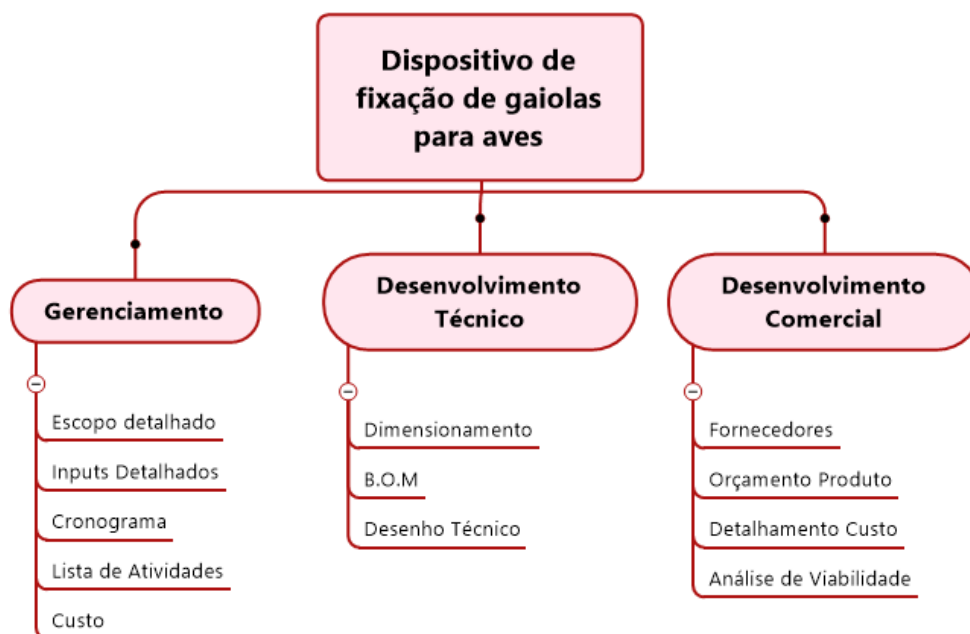 Dispositivo de
fixação de gaiolas
para aves
Gerenciamento
Escopo detalhado
Inputs Detalhados
Cronograma
Lista de Atividades
Custo
Desenvolvimento
Técnico
Dimensionamento
B.O.M
Desenho Técnico
Desenvolvimento
Comercial
Fornecedores
Orçamento Produto
Detalhamento Custo
Análise de Viabilidade